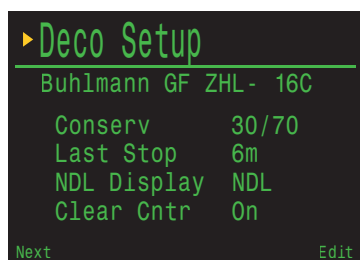 Deco Setup
Buhlmann GF ZHL- 16C
Conserv 30/70
Last Stop 6m
NDL Display NDL
Clear Cntr On
Next Edit